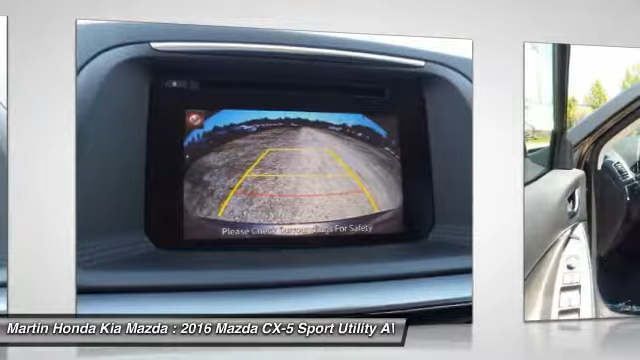 Please Check Surroundings For Safety
Martin Honda Kia Mazda : 2016 Mazda CX-5 Sport Utility A\